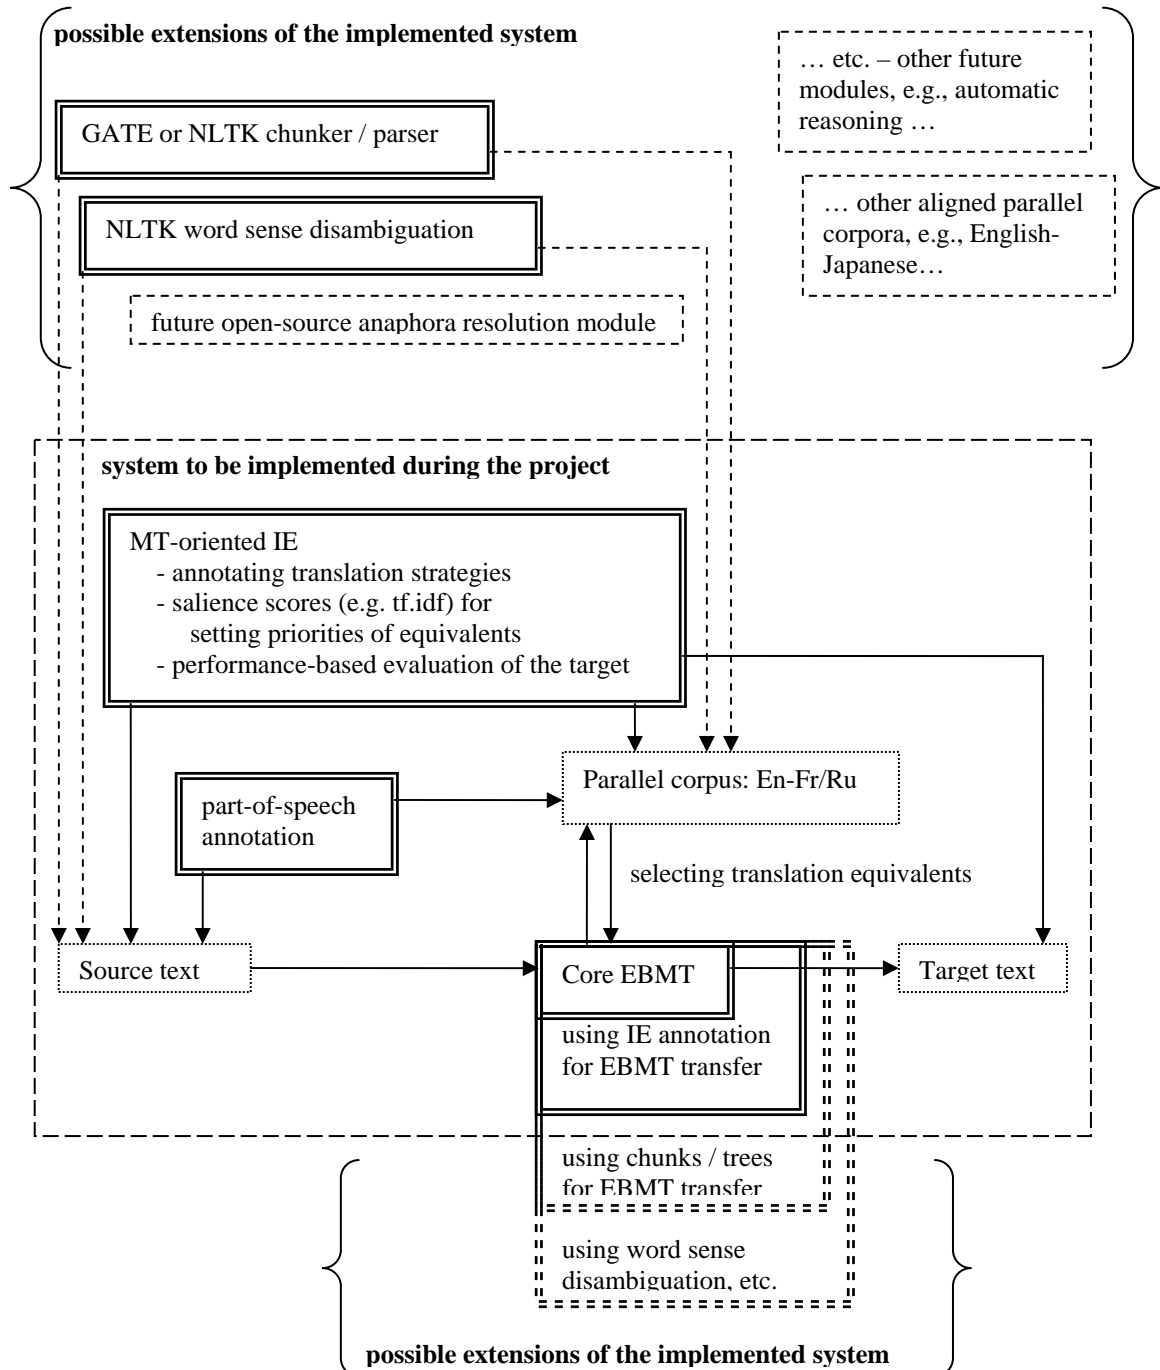 possible extensions of the implemented system
… etc. – other future
modules, e.g., automatic
reasoning …
GATE or NLTK chunker / parser
… other aligned parallel
corpora, e.g., English-
Japanese…
NLTK word sense disambiguation
future open-source anaphora resolution module
system to be implemented during the project
MT-oriented IE
- annotating translation strategies
- salience scores (e.g. tf.idf) for
setting priorities of equivalents
- performance-based evaluation of the target
Parallel corpus: En-Fr/Ru
part-of-speech
annotation
selecting translation equivalents
Source text
Core EBMT
Target text
using IE annotation
for EBMT transfer
using chunks / trees
for EBMT transfer
using word sense
disambiguation, etc.
possible extensions of the implemented system